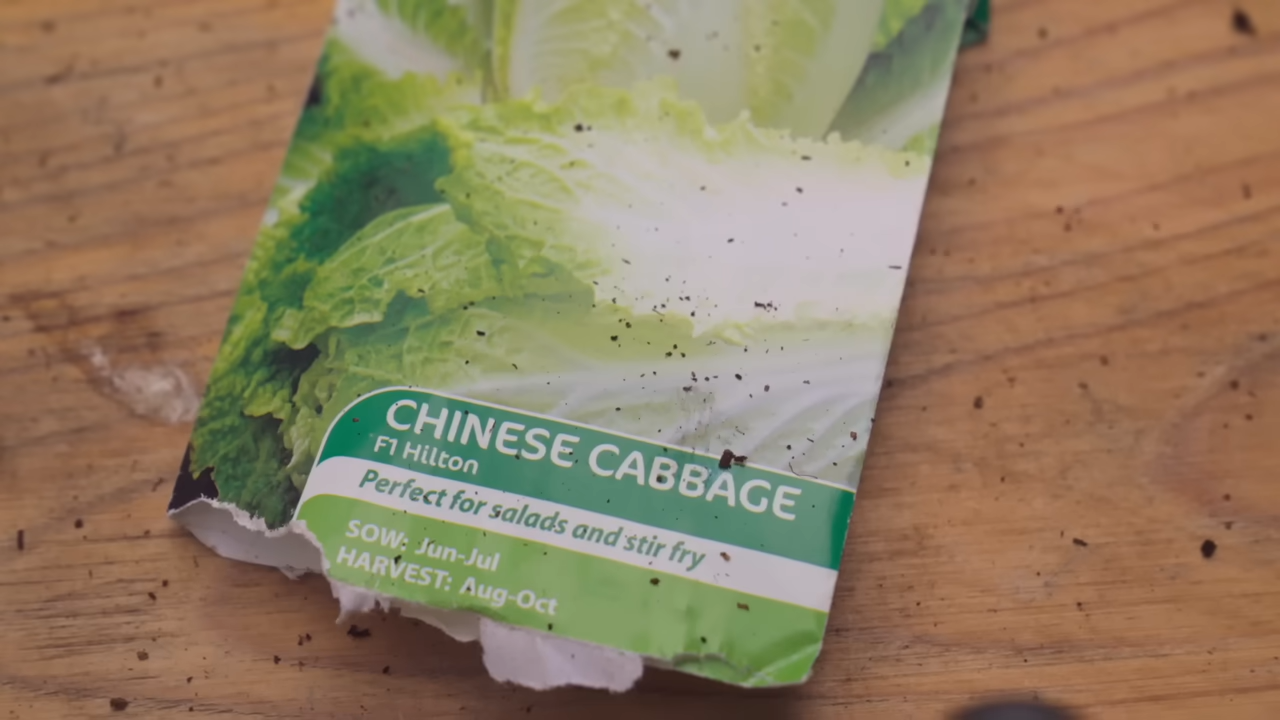 CHINESE CABBAGE
F1 Hilton
Perfect for salads and stir fry
SOW: Jun-Jul
HARVEST: Aug-Oct